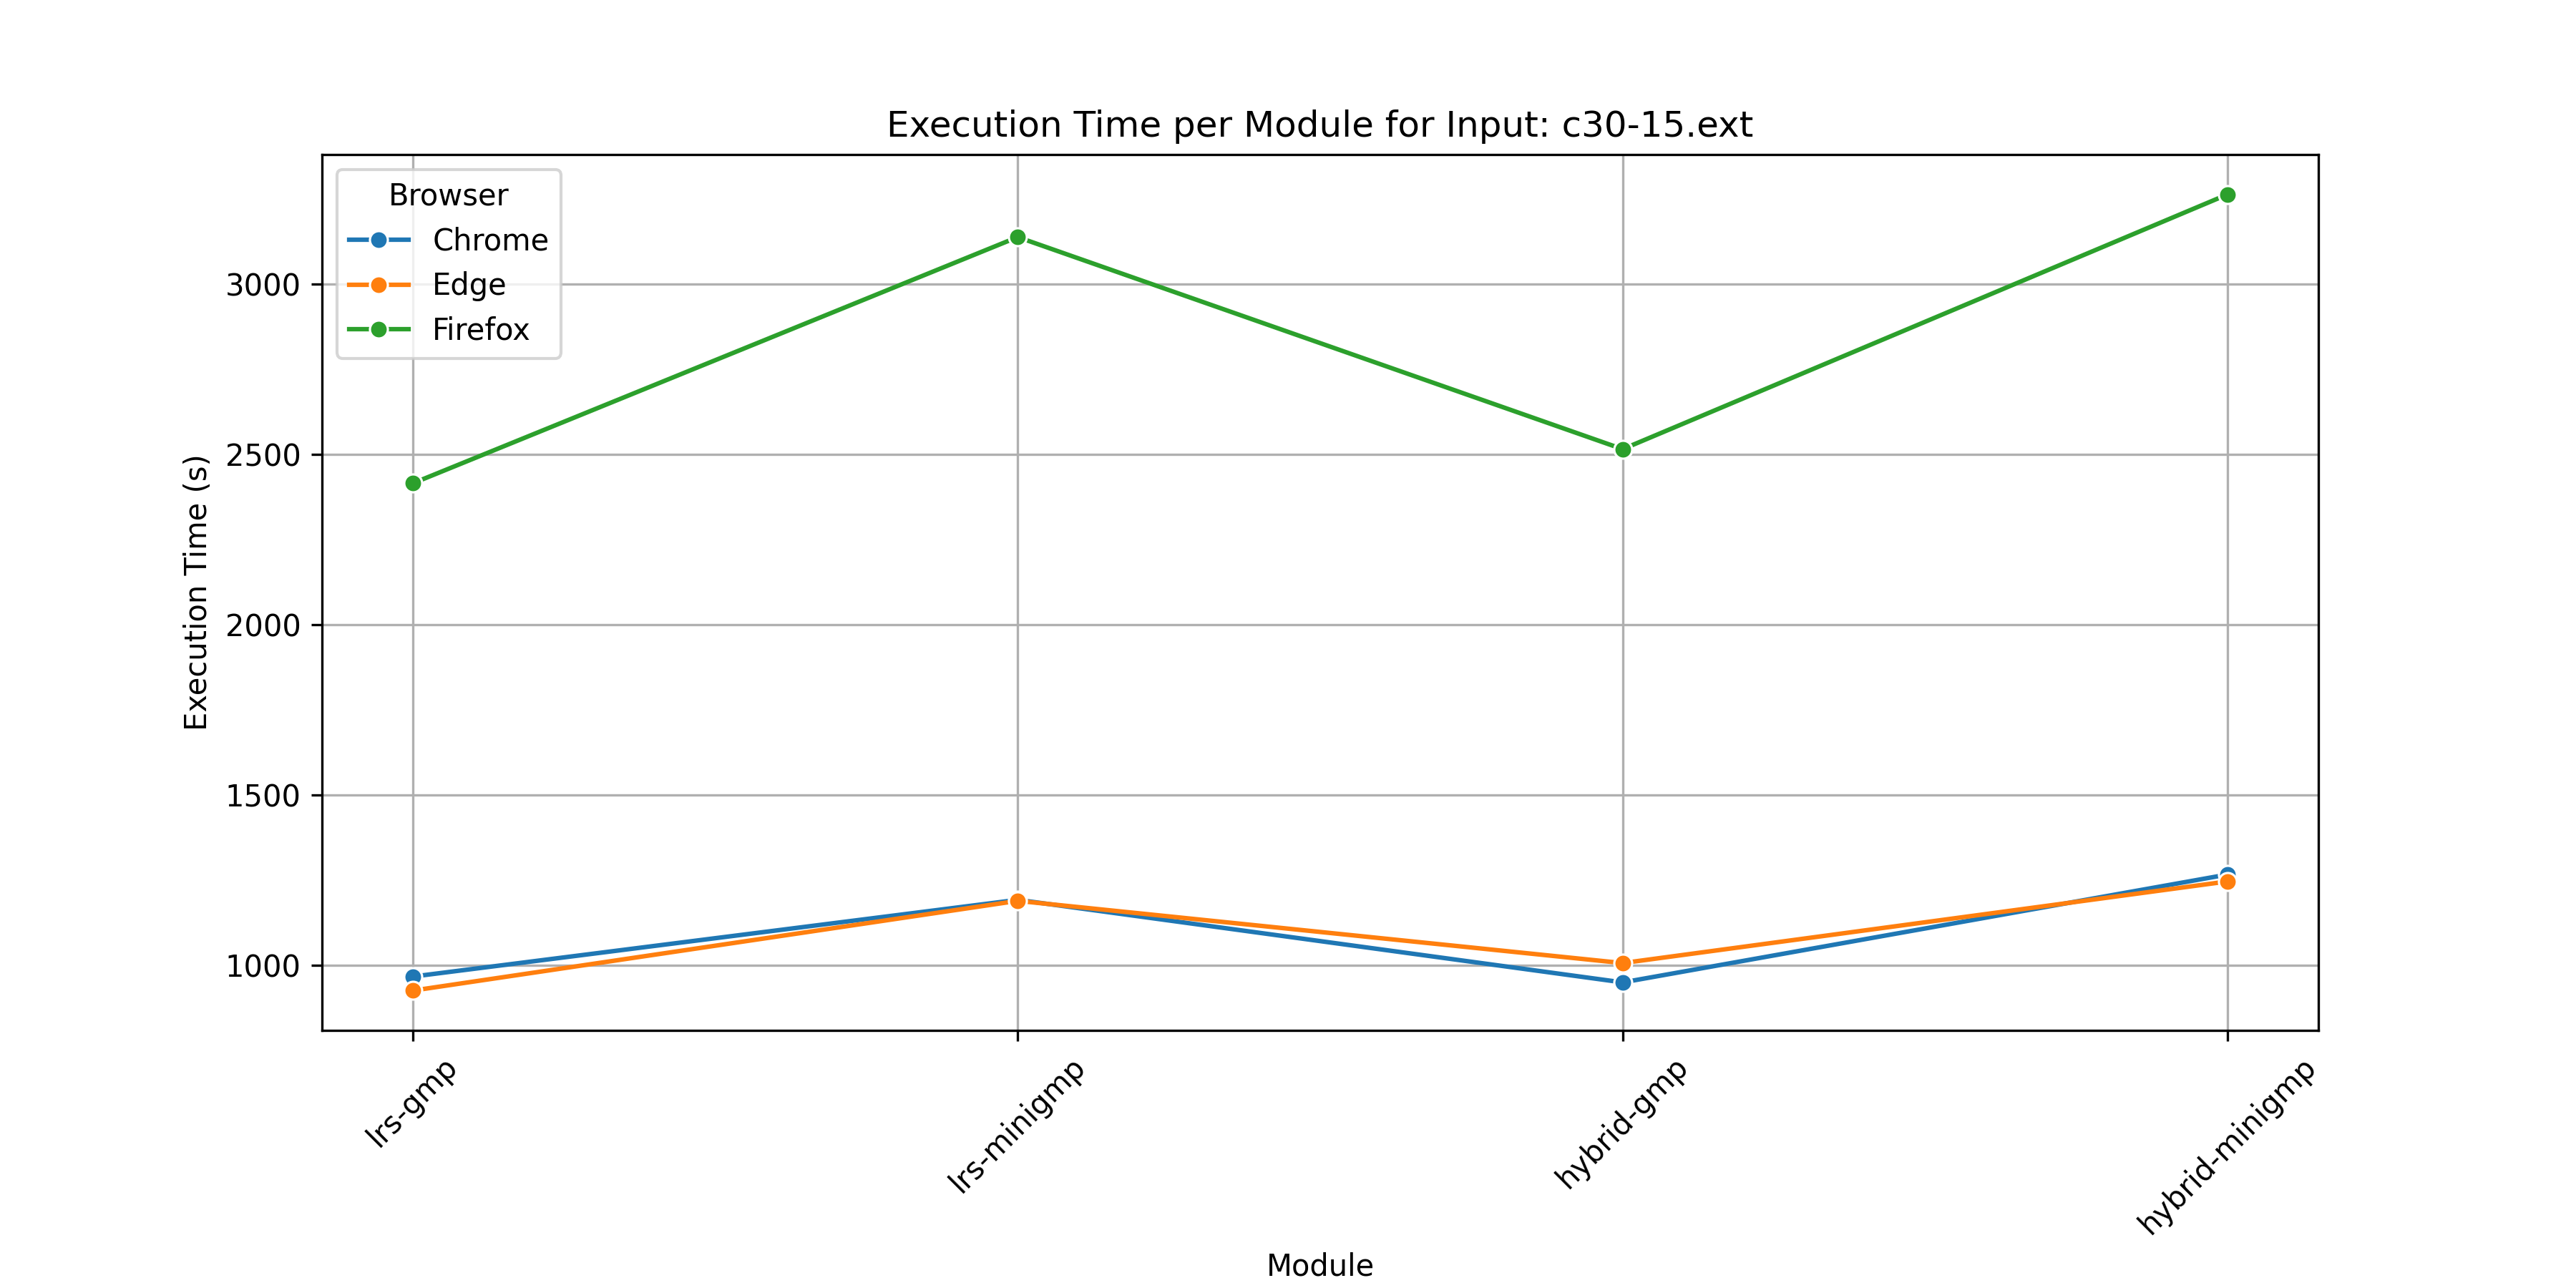 Execution Time per Module for Input: c30-15.ext
Browser
Chrome
Edge
Firefox
Execution Time (s)
3000
2500
2000
1500
1000
lrs-gmp
lrs-minigmp
hybrid-gmp
hybrid-minigmp
Module